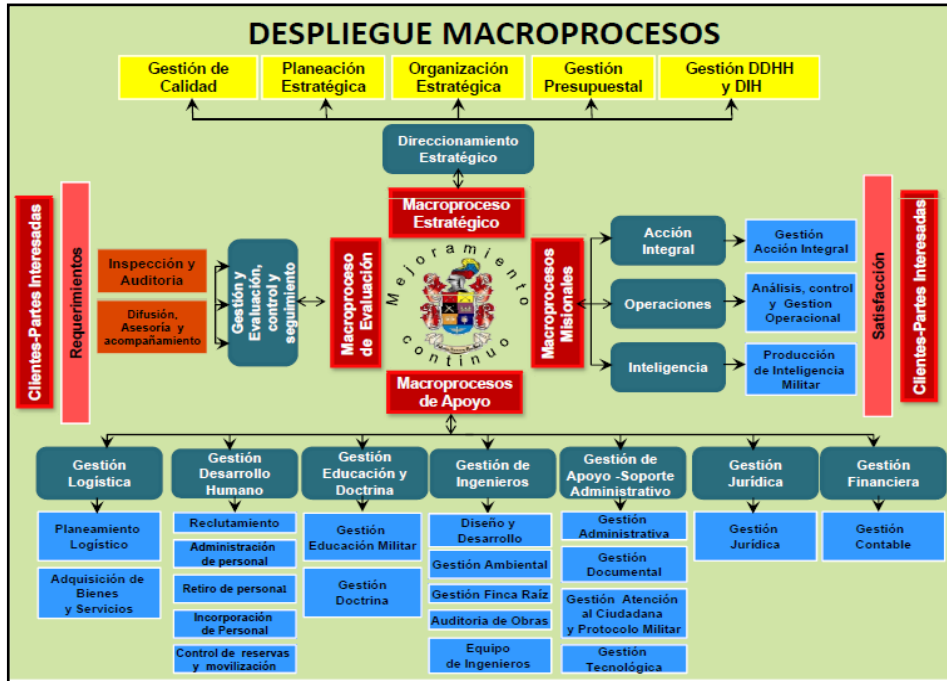 DESPLIEGUE MACROPROCESOS
Gestión de
Calidad
Planeación
Estratégica
Organización
Estratégica
Gestión
Presupuestal
Gestión DDHH
y DIH
Direccionamiento
Estratégico
Macroproceso
Estratégico
Clientes-Partes Interesadas
Requerimientos
Inspección y
Auditoria
Difusión,
Asesoría y
acompañamiento
Gestión y
Evaluación,
control y
seguimiento
Macroproceso
de Evaluación
Mejoramiento
continuo
Macroprocesos
Misionales
Acción
Integral
Gestión
Acción Integral
Operaciones
Análisis, control
y Gestion
Operacional
Inteligencia
Producción
de Inteligencia
Militar
Satisfacción
Clientes-Partes Interesadas
Macroprocesos
de Apoyo
Gestión
Logística
Planeamiento
Logístico
Adquisición de
Bienes
y Servicios
Gestión
Desarrollo
Humano
Reclutamiento
Administración
de personal
Retiro de personal
Incorporación
de Personal
Control de reservas
y movilización
Gestión
Educación y
Doctrina
Gestión
Educación Militar
Gestión
Doctrina
Gestión de
Ingenieros
Diseño y
Desarrollo
Gestión Ambiental
Gestión Finca Raíz
Auditoria de Obras
Equipo
de Ingenieros
Gestión de
Apoyo -Soporte
Administrativo
Gestión
Administrativa
Gestión
Documental
Gestión Atención
al Ciudadana
y Protocolo Militar
Gestión
Tecnológica
Gestión
Jurídica
Gestión
Jurídica
Gestión
Financiera
Gestión
Contable